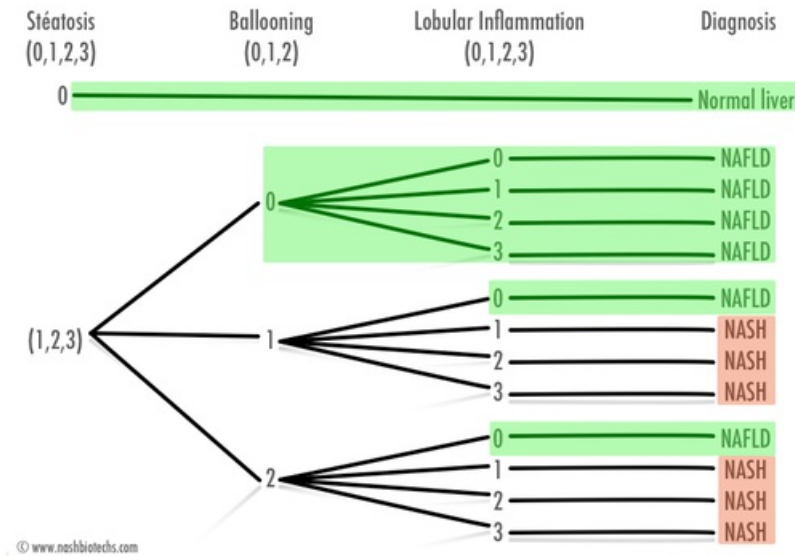 Stéatosis Ballooning Lobular Inflammation Diagnosis
(0,1,2,3) (0,1,2) (0,1,2,3)
0 Normal liver
0 NAFLD
1 NAFLD
0
2 NAFLD
3 NAFLD
0 NAFLD
1 NASH
(1,2,3) 1
2 NASH
3 NASH
0 NAFLD
1 NASH
2
2 NASH
3 NASH
© www.nashbiotechs.com